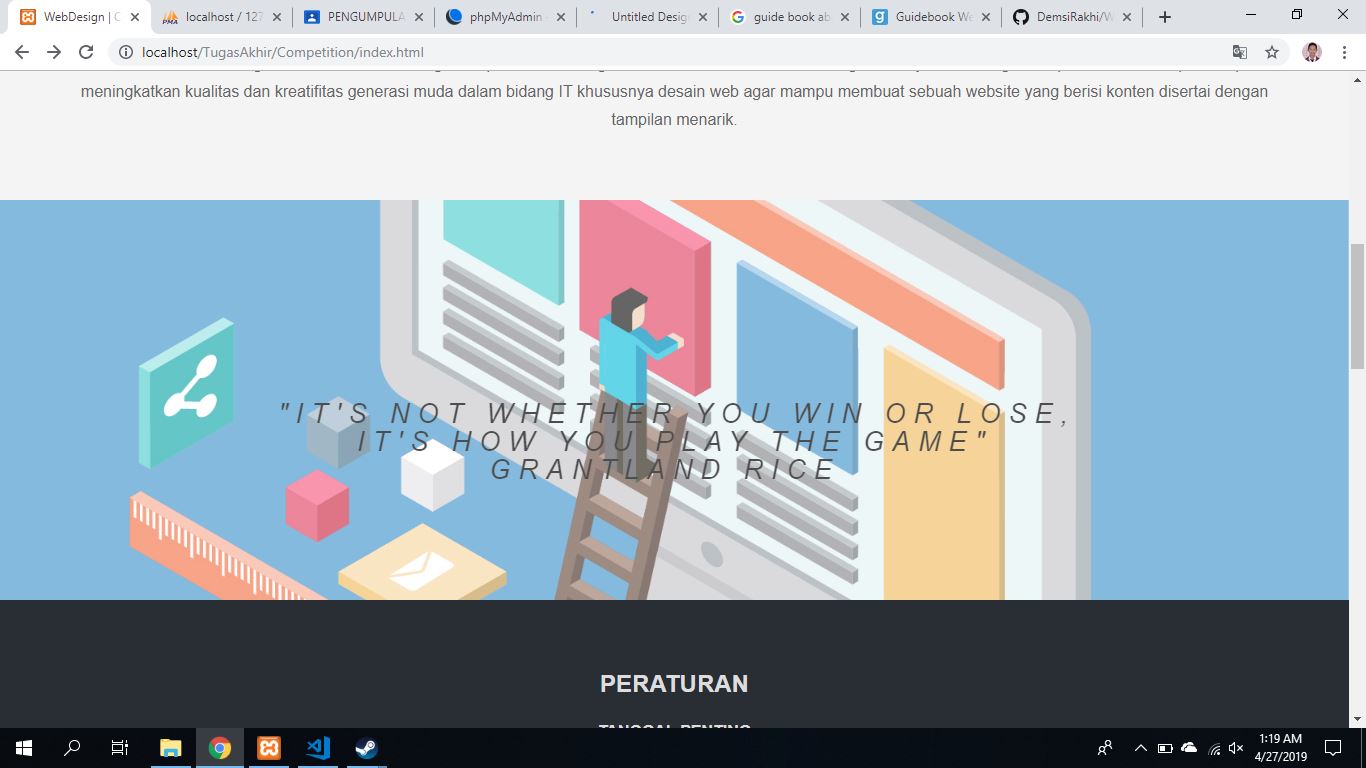 WebDesign | C
localhost / 127
PENGUMPULA
phpMyAdmin
Untitled Design
guide book ab
Guidebook We
DemsiRakhi/W
localhost/TugasAkhir/Competition/index.html
meningkatkan kualitas dan kreatifitas generasi muda dalam bidang IT khususnya desain web agar mampu membuat sebuah website yang berisi konten disertai dengan
tampilan menarik.
"IT'S NOT WHETHER YOU WIN OR LOSE,
IT'S HOW YOU PLAY THE GAME"
GRANTLAND RICE
PERATURAN
TANGGAL PENTING
1:19 AM
4/27/2019